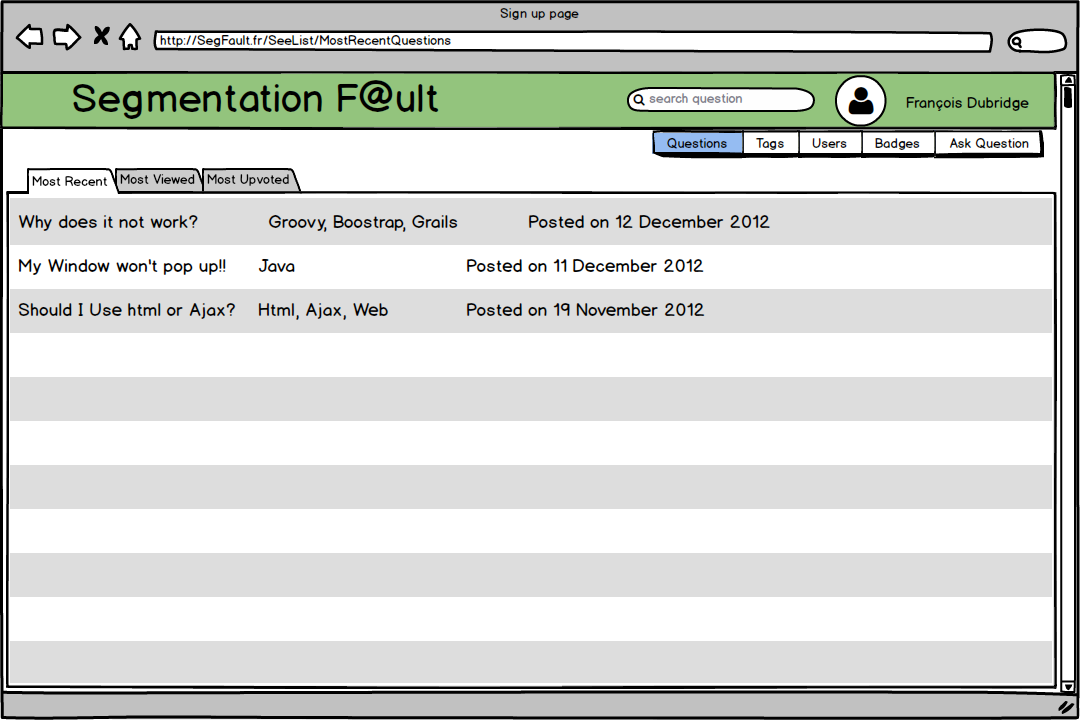 Sign up page
http://SegFault.fr/SeeList/MostRecentQuestions
Segmentation F@ult
search question
François Dubridge
Questions Tags Users Badges Ask Question
Most Recent Most Viewed Most Upvoted
Why does it not work? Groovy, Boostrap, Grails Posted on 12 December 2012
My Window won't pop up!! Java Posted on 11 December 2012
Should I Use html or Ajax? Html, Ajax, Web Posted on 19 November 2012